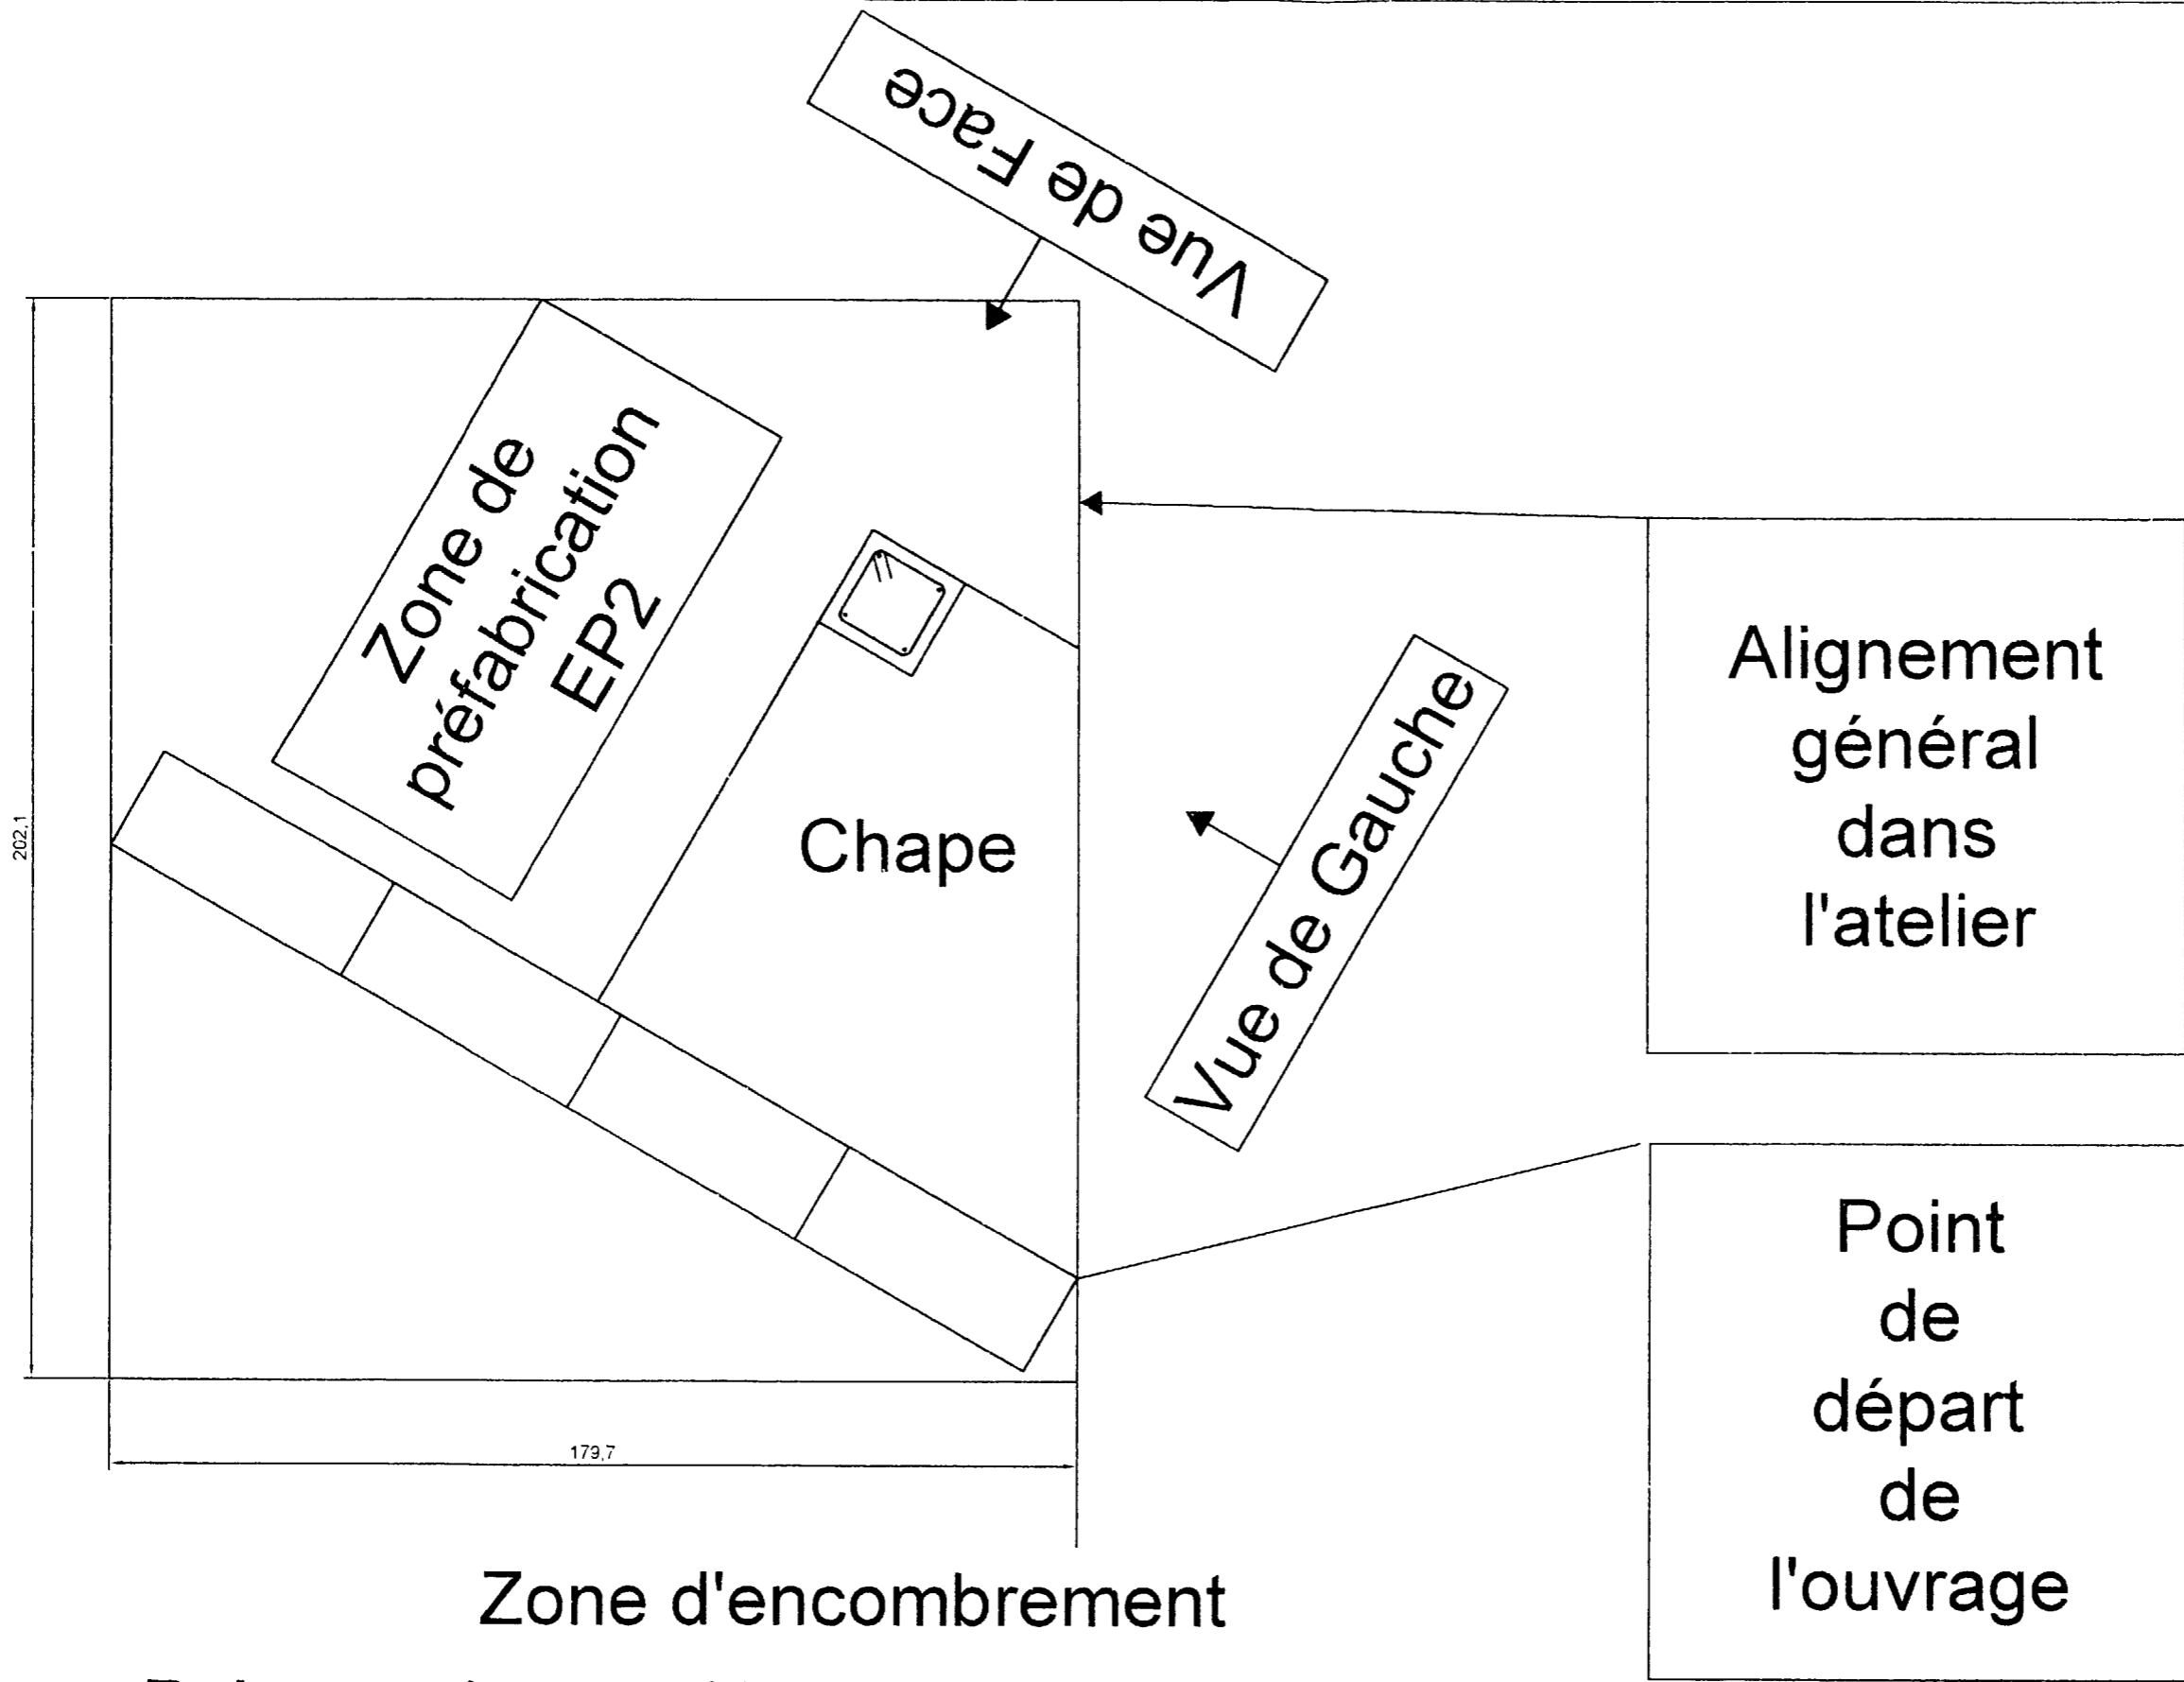 Vue de Face
Zone de
préfabrication
EP2
Chape
Vue de Gauche
Alignement
général
dans
l'atelier
202,1
Point
de
départ
de
l'ouvrage
179,7
Zone d'encombrement